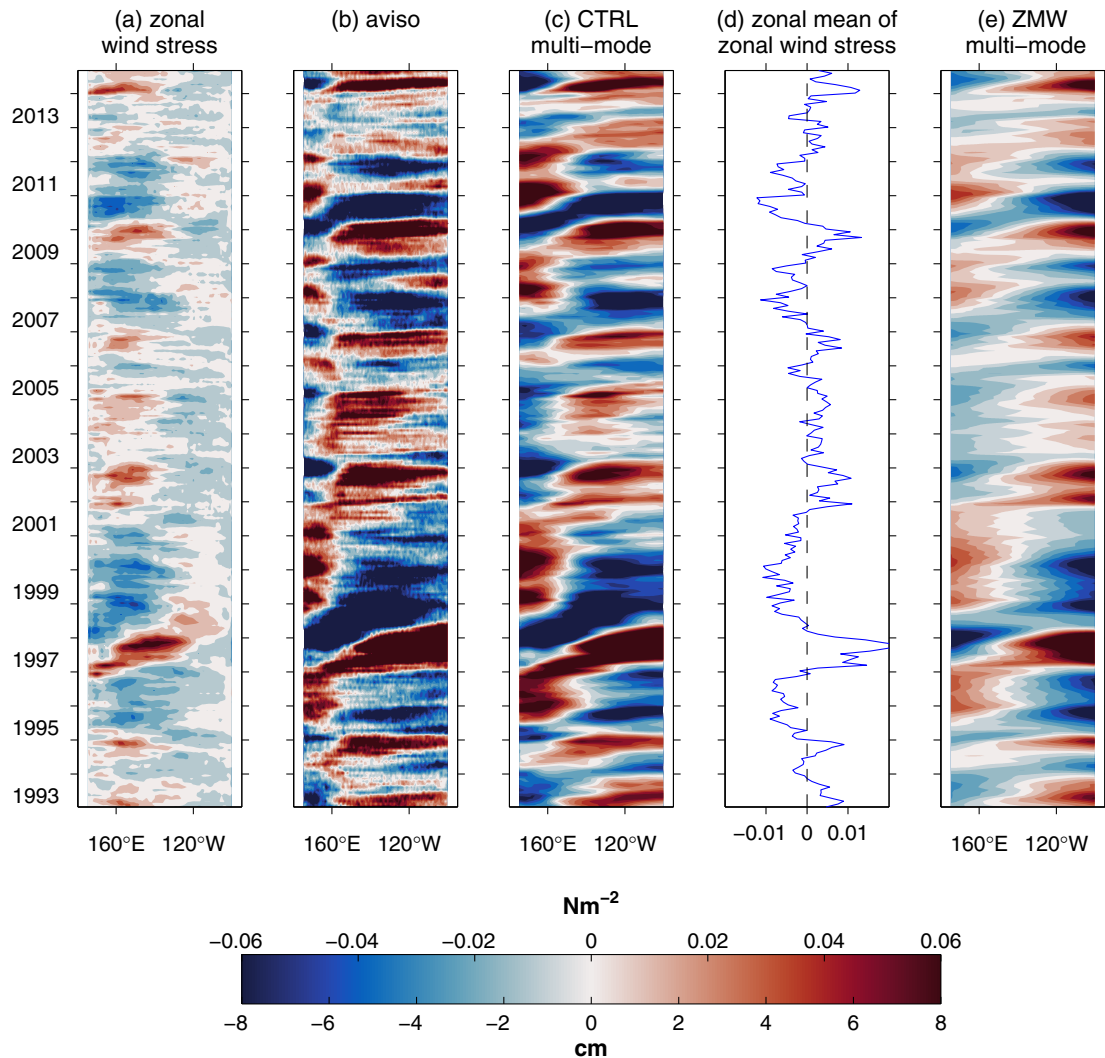 (a) zonal
wind stress
(b) aviso
(c) CTRL
multi−mode
(d) zonal mean of
zonal wind stress
(e) ZMW
multi−mode
2013
2011
2009
2007
2005
2003
2001
1999
1997
1995
1993
160°E 120°W
160°E 120°W
160°E 120°W
−0.01 0 0.01
160°E 120°W
Nm⁻²
−0.06 −0.04 −0.02 0 0.02 0.04 0.06
−8 −6 −4 −2 0 2 4 6 8
cm